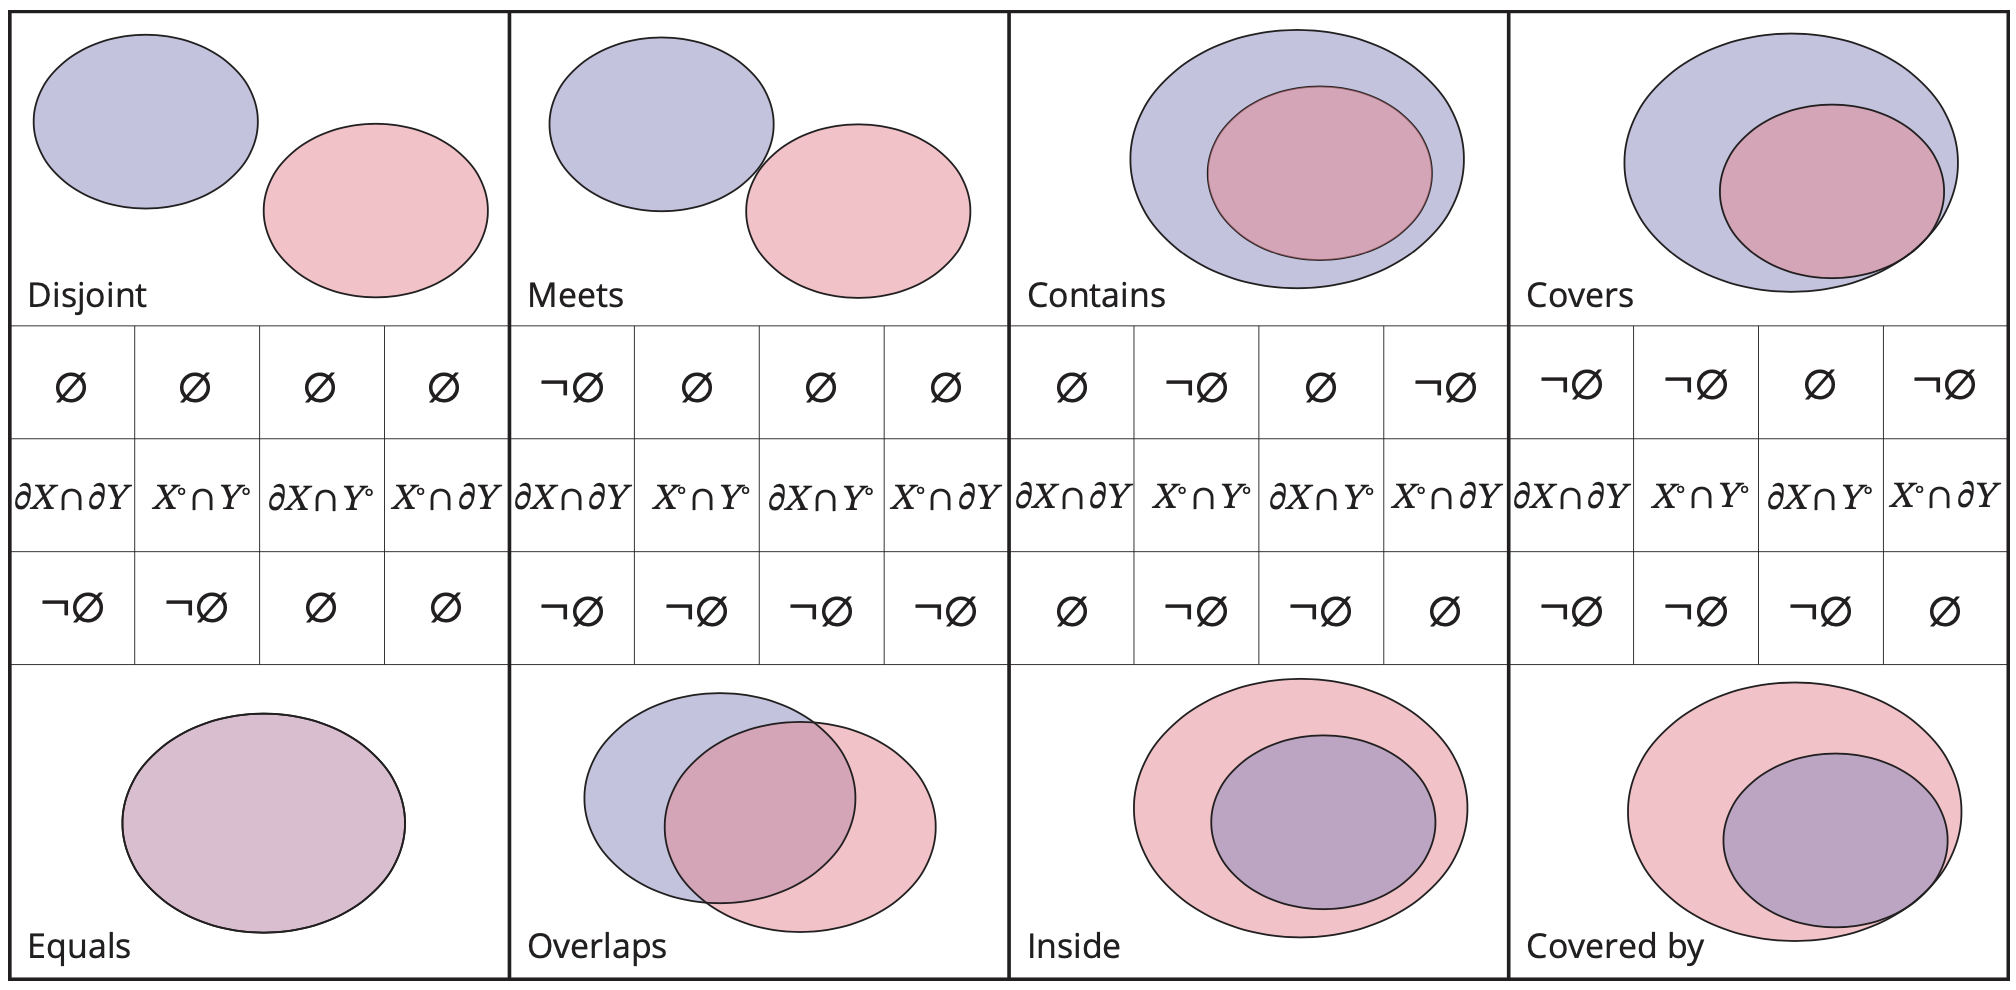 Disjoint Meets Contains Covers
∅ ∅ ∅ ∅ ¬∅ ∅ ∅ ∅ ∅ ¬∅ ∅ ¬∅ ¬∅ ¬∅ ∅ ¬∅
∂X∩∂Y X°∩Y° ∂X∩Y° X°∩∂Y ∂X∩∂Y X°∩Y° ∂X∩Y° X°∩∂Y ∂X∩∂Y X°∩Y° ∂X∩Y° X°∩∂Y ∂X∩∂Y X°∩Y° ∂X∩Y° X°∩∂Y
¬∅ ¬∅ ∅ ∅ ¬∅ ¬∅ ¬∅ ¬∅ ∅ ¬∅ ¬∅ ∅ ¬∅ ¬∅ ¬∅ ∅
Equals Overlaps Inside Covered by